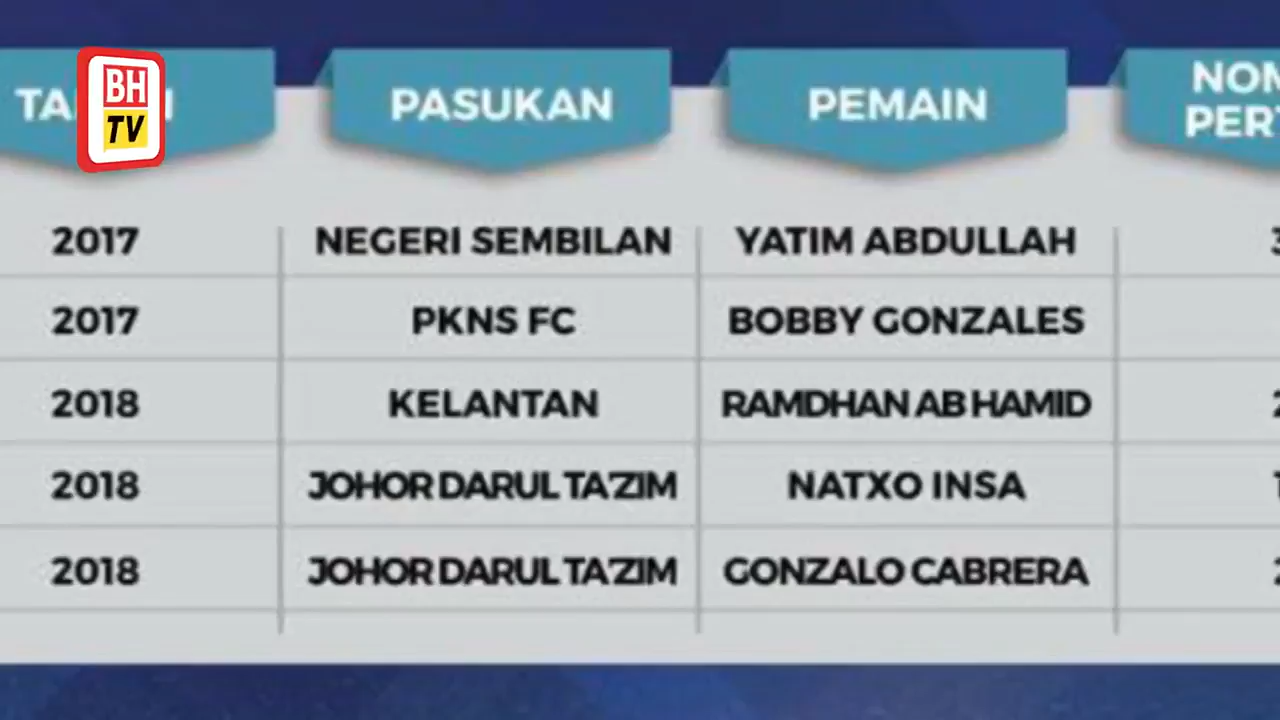 BH
TV
PASUKAN
PEMAIN
2017 NEGERI SEMBILAN YATIM ABDULLAH
2017 PKNS FC BOBBY GONZALES
2018 KELANTAN RAMDHAN AB HAMID
2018 JOHOR DARUL TA'ZIM NATXO INSA
2018 JOHOR DARUL TA'ZIM GONZALO CABRERA